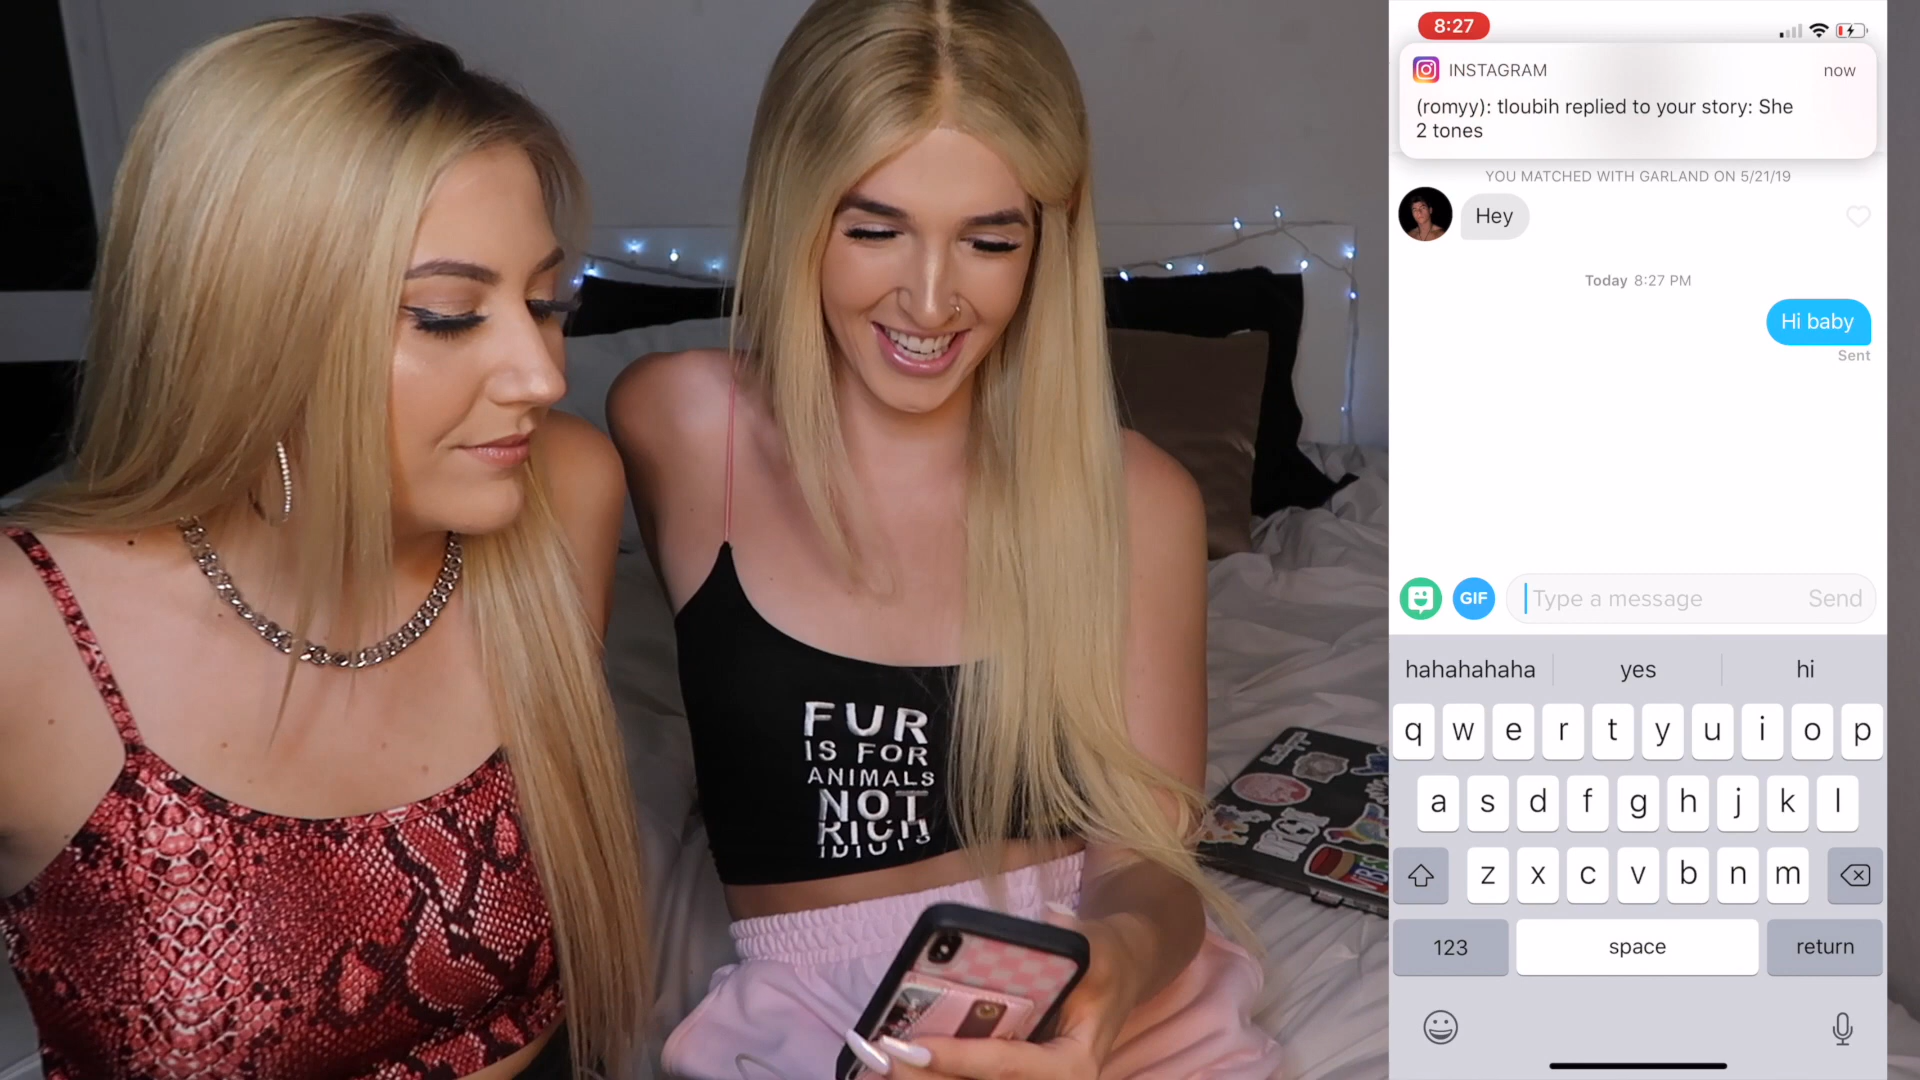 FUR
IS FOR
ANIMALS
NOT
RICH
IDIOTS
8:27
INSTAGRAM
now
(romyy): tloubih replied to your story: She
2 tones
YOU MATCHED WITH GARLAND ON 5/21/19
Hey
Today 8:27 PM
Hi baby
Sent
GIF
Type a message
Send
hahahahaha
yes
hi
q w e r t y u i o p
a s d f g h j k l
z x c v b n m
123
space
return